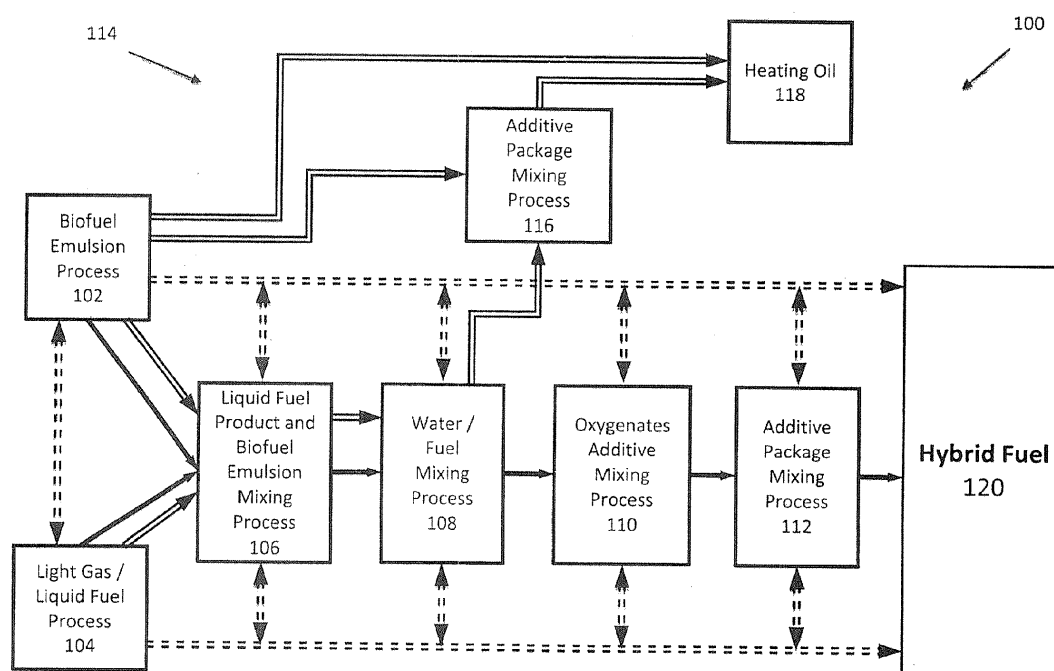 114
100
Heating Oil
118
Additive
Package
Mixing
Process
116
Biofuel
Emulsion
Process
102
Liquid Fuel
Product and
Biofuel
Emulsion
Mixing
Process
106
Water /
Fuel
Mixing
Process
108
Oxygenates
Additive
Mixing
Process
110
Additive
Package
Mixing
Process
112
Hybrid Fuel
120
Light Gas /
Liquid Fuel
Process
104